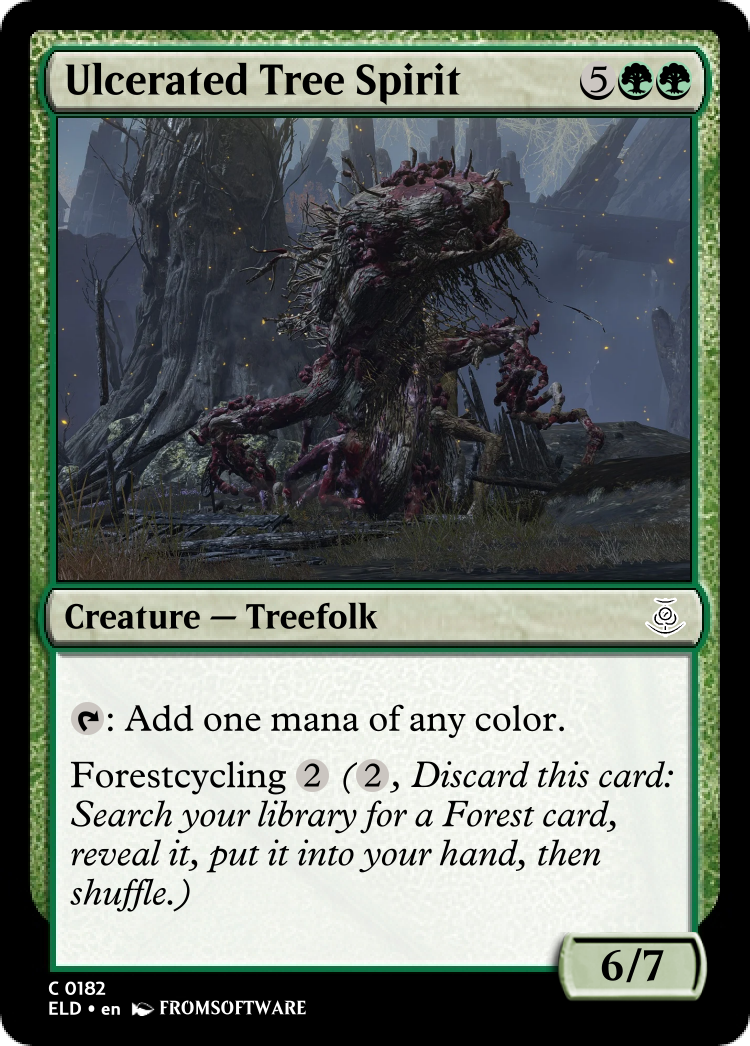 Ulcerated Tree Spirit 5
Creature — Treefolk
: Add one mana of any color.
Forestcycling 2 (2, Discard this card:
Search your library for a Forest card,
reveal it, put it into your hand, then
shuffle.)
6/7
C 0182
ELD • en FROMSOFTWARE